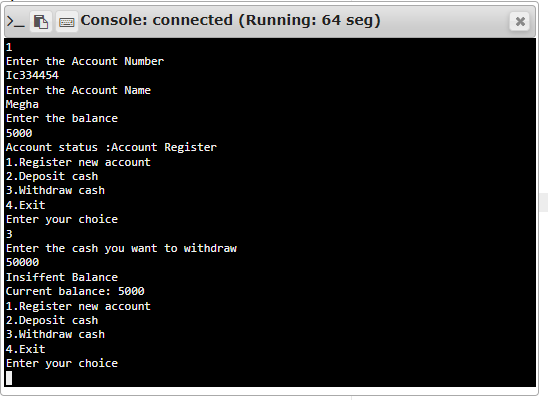 Console: connected (Running: 64 seg)
1
Enter the Account Number
Ic334454
Enter the Account Name
Megha
Enter the balance
5000
Account status :Account Register
1.Register new account
2.Deposit cash
3.Withdraw cash
4.Exit
Enter your choice
3
Enter the cash you want to withdraw
50000
Insiffent Balance
Current balance: 5000
1.Register new account
2.Deposit cash
3.Withdraw cash
4.Exit
Enter your choice